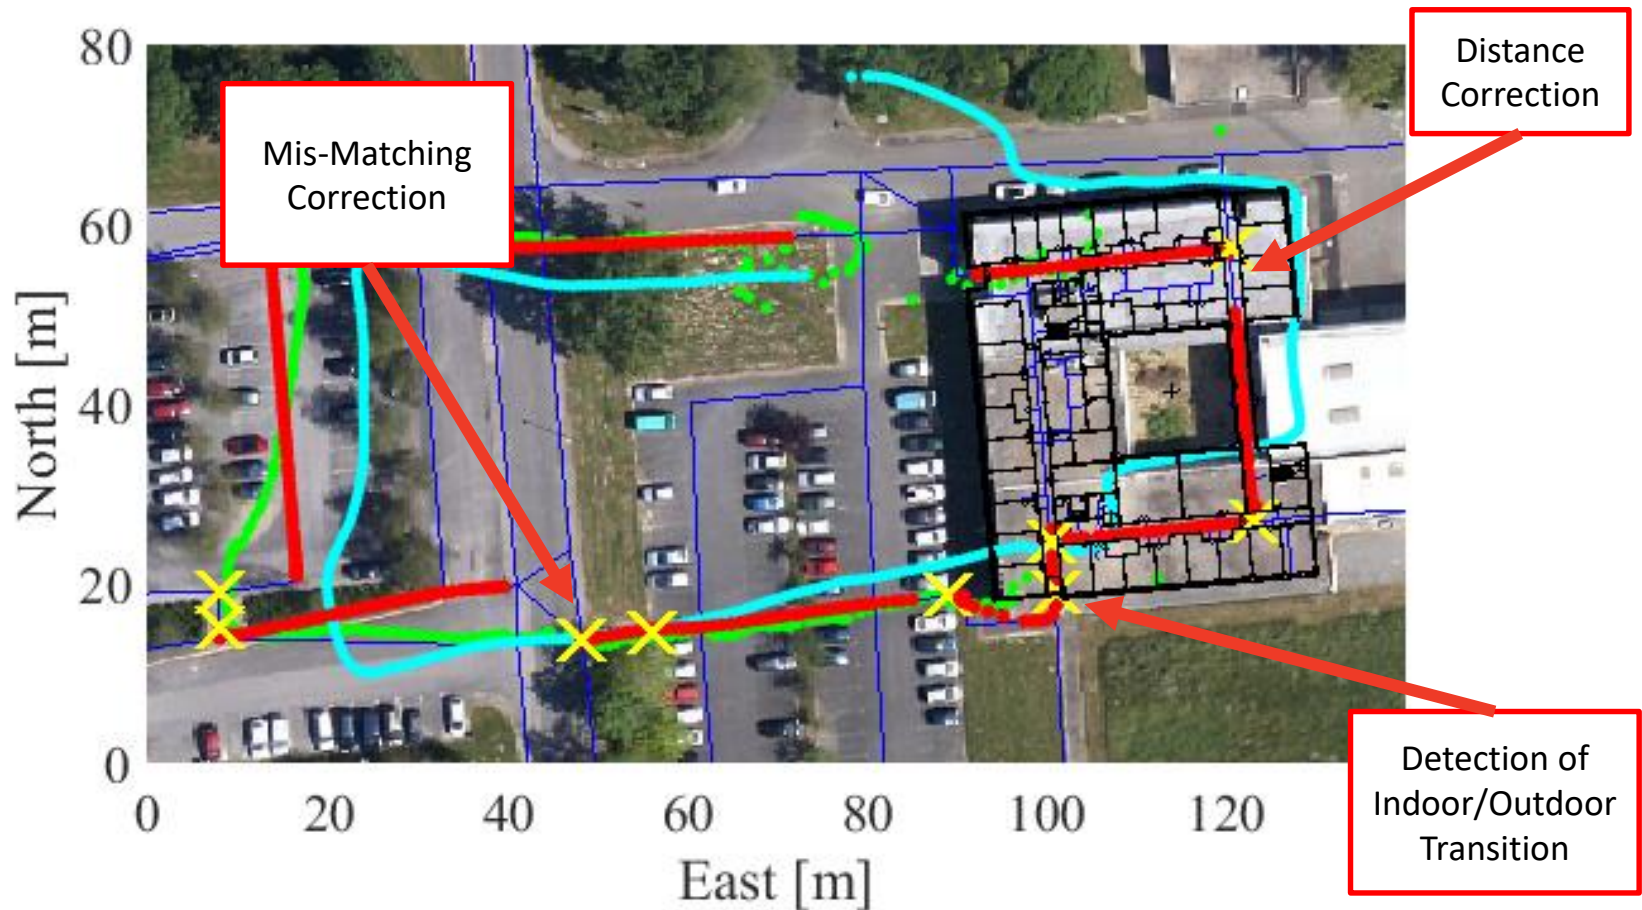 Distance
Correction
Mis-Matching
Correction
Detection of
Indoor/Outdoor
Transition
North [m]
80
60
40
20
0
0 20 40 60 80 100 120
East [m]